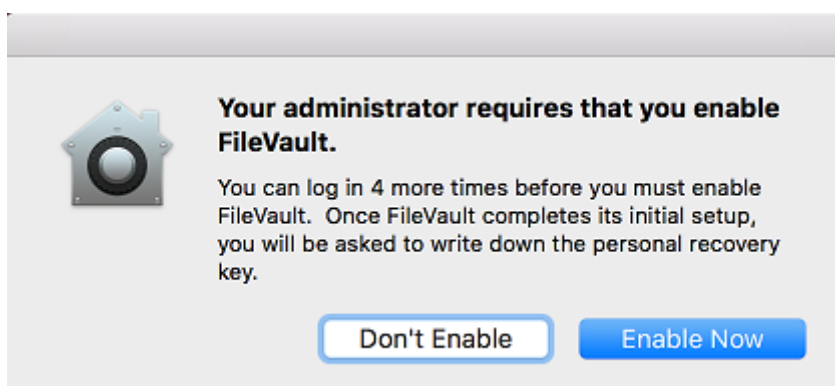 Your administrator requires that you enable
FileVault.
You can log in 4 more times before you must enable
FileVault.  Once FileVault completes its initial setup,
you will be asked to write down the personal recovery
key.
Don't Enable
Enable Now